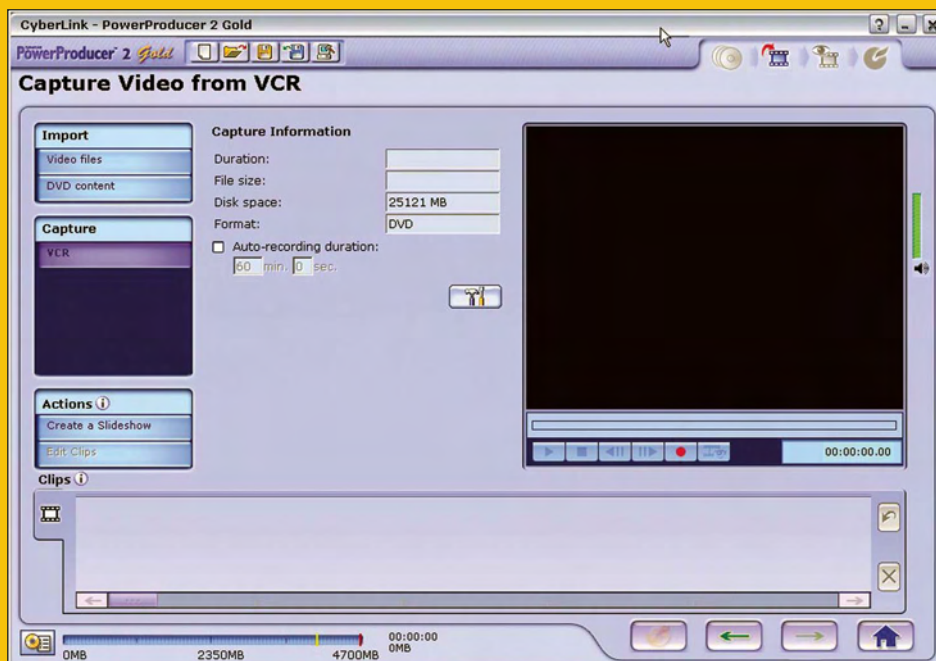 CyberLink - PowerProducer 2 Gold
PowerProducer 2 Gold
Capture Video from VCR
Import
Video files
DVD content
Capture
VCR
Actions
Create a Slideshow
Edit Clips
Capture Information
Duration:
File size:
Disk space: 25121 MB
Format: DVD
Auto-recording duration:
60 min. 0 sec.
00:00:00.00
Clips
0MB 2350MB 4700MB
00:00:00
0MB